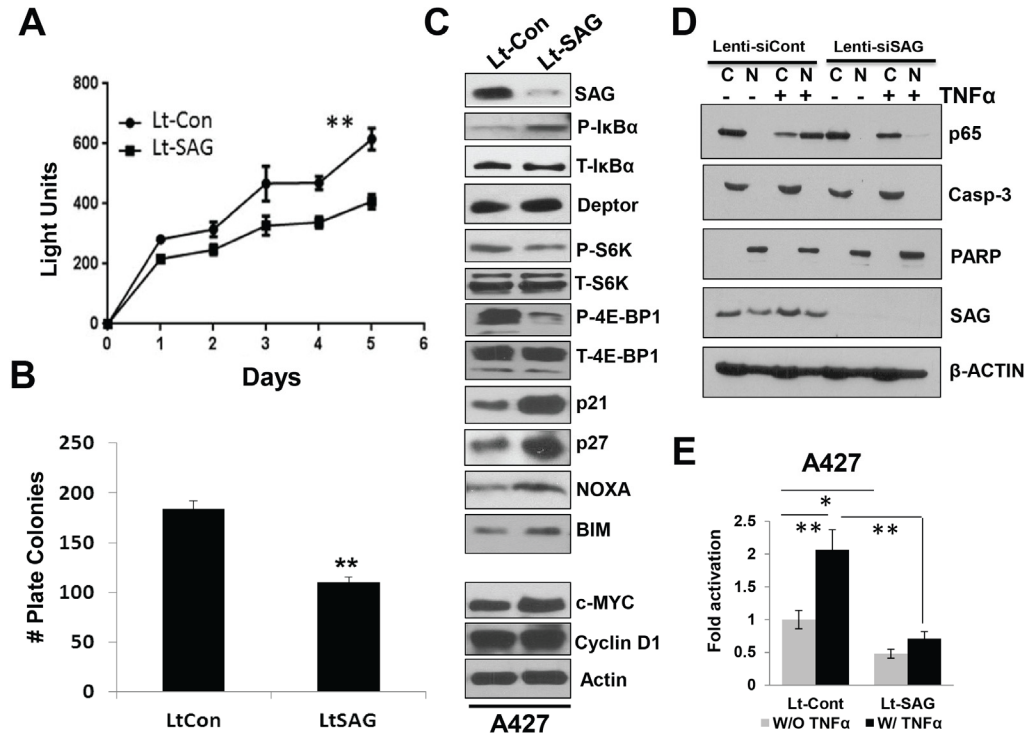 A
800
600
400
200
0
Light Units
Lt-Con
Lt-SAG
**
0 1 2 3 4 5 6
Days
B
250
200
150
100
50
0
# Plate Colonies
**
LtCon LtSAG
C
Lt-Con Lt-SAG
SAG
P-IκBα
T-IκBα
Deptor
P-S6K
T-S6K
P-4E-BP1
T-4E-BP1
p21
p27
NOXA
BIM
c-MYC
Cyclin D1
Actin
A427
D
Lenti-siCont Lenti-siSAG
C N C N C N C N
- - + + - - + + TNFα
p65
Casp-3
PARP
SAG
β-ACTIN
E
A427
*
** **
2.5
2
1.5
1
0.5
0
Fold activation
Lt-Cont Lt-SAG
W/O TNFα W/ TNFα